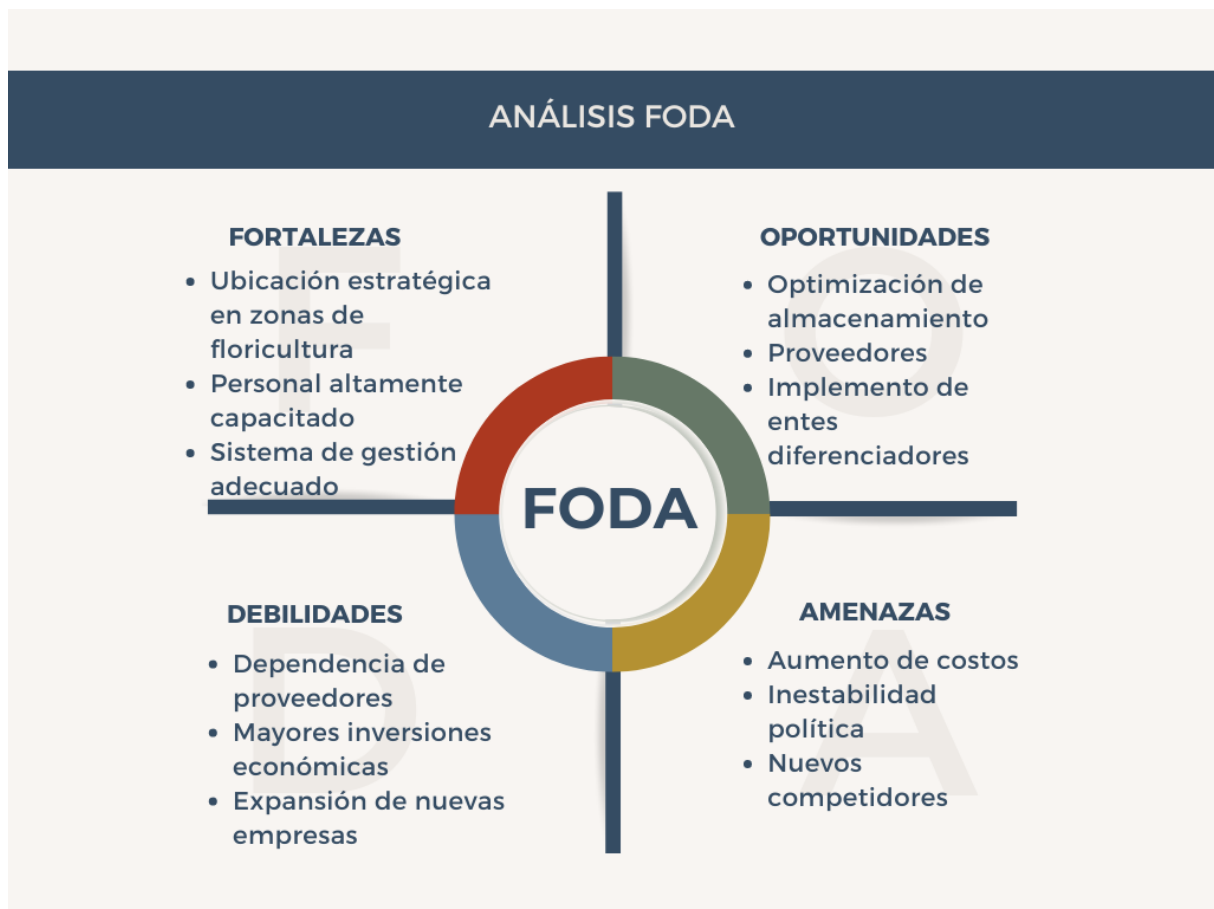 ANÁLISIS FODA
FORTALEZAS
• Ubicación estratégica
en zonas de
floricultura
• Personal altamente
capacitado
• Sistema de gestión
adecuado
OPORTUNIDADES
• Optimización de
almacenamiento
• Proveedores
• Implemento de
entes
diferenciadores
FODA
DEBILIDADES
• Dependencia de
proveedores
• Mayores inversiones
económicas
• Expansión de nuevas
empresas
AMENAZAS
• Aumento de costos
• Inestabilidad
política
• Nuevos
competidores
F
O
D
A